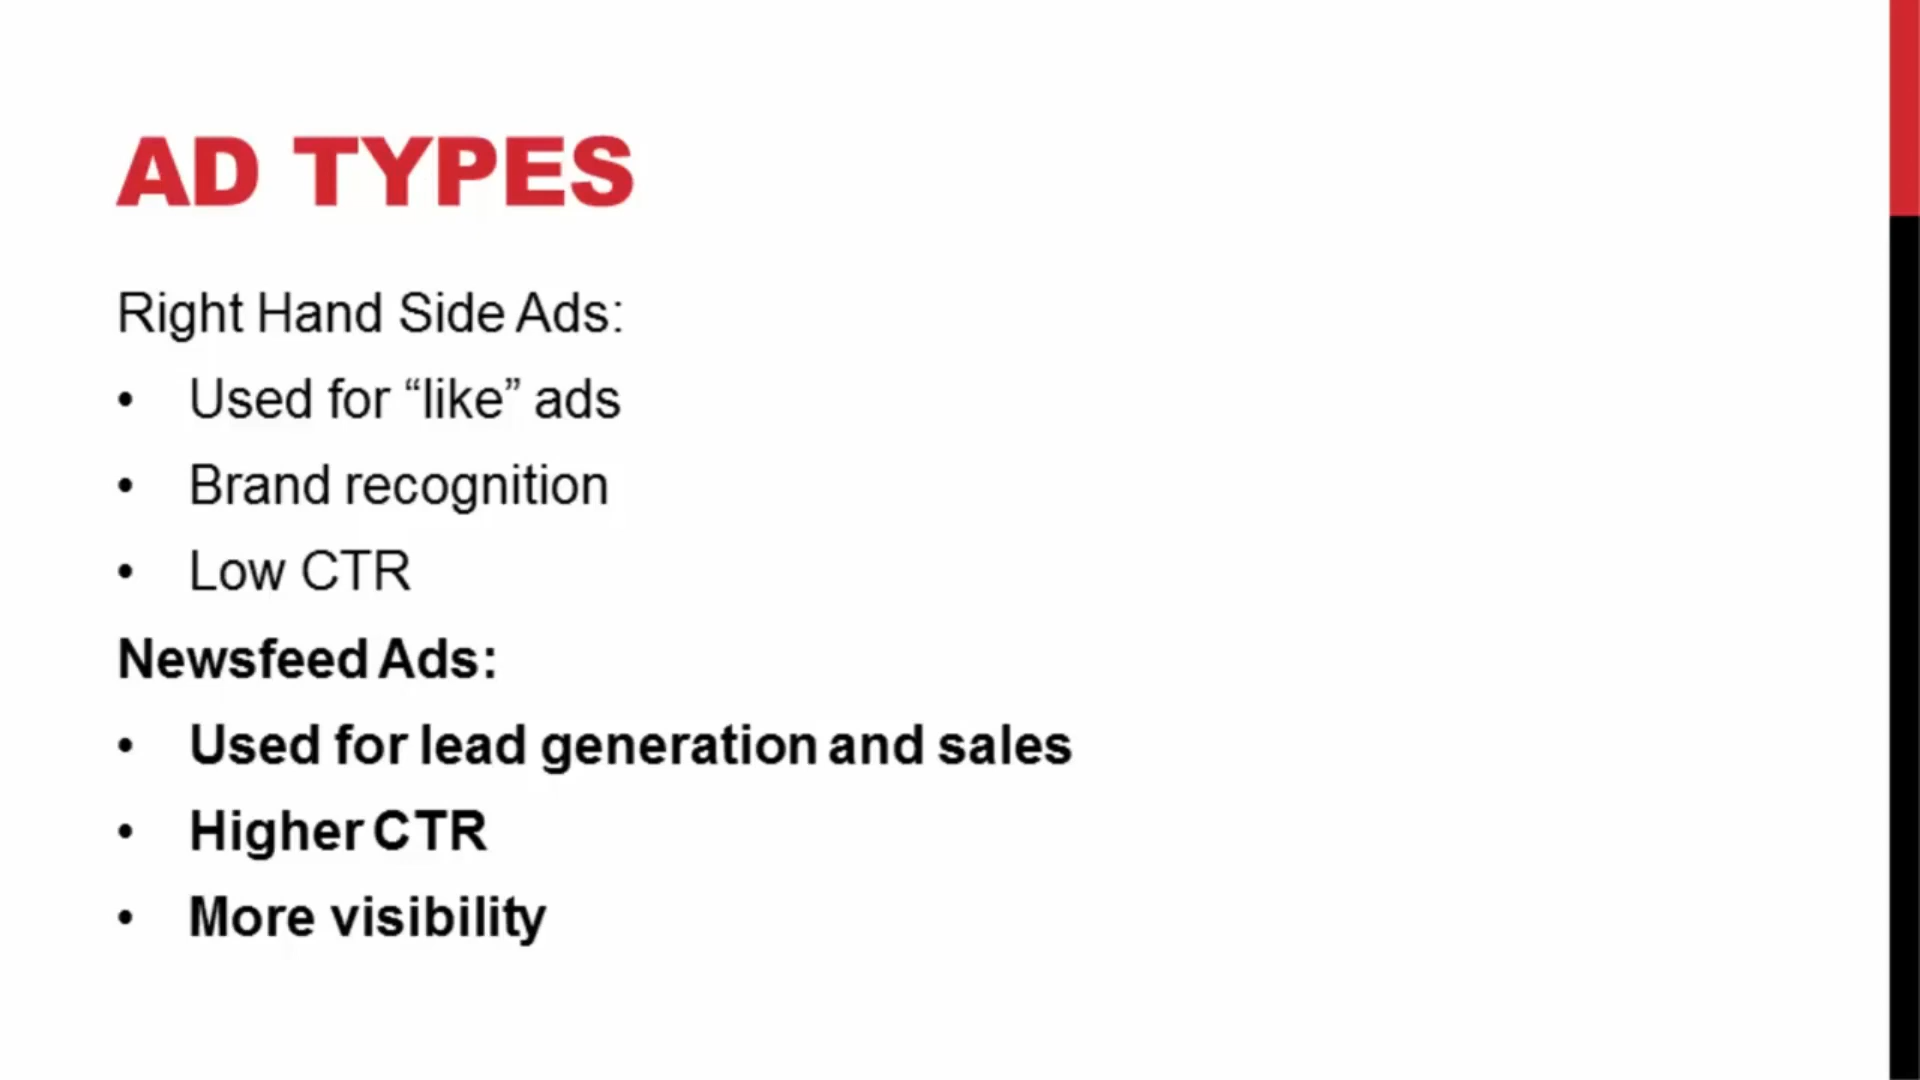 AD TYPES
Right Hand Side Ads:
• Used for “like” ads
• Brand recognition
• Low CTR
Newsfeed Ads:
• Used for lead generation and sales
• Higher CTR
• More visibility